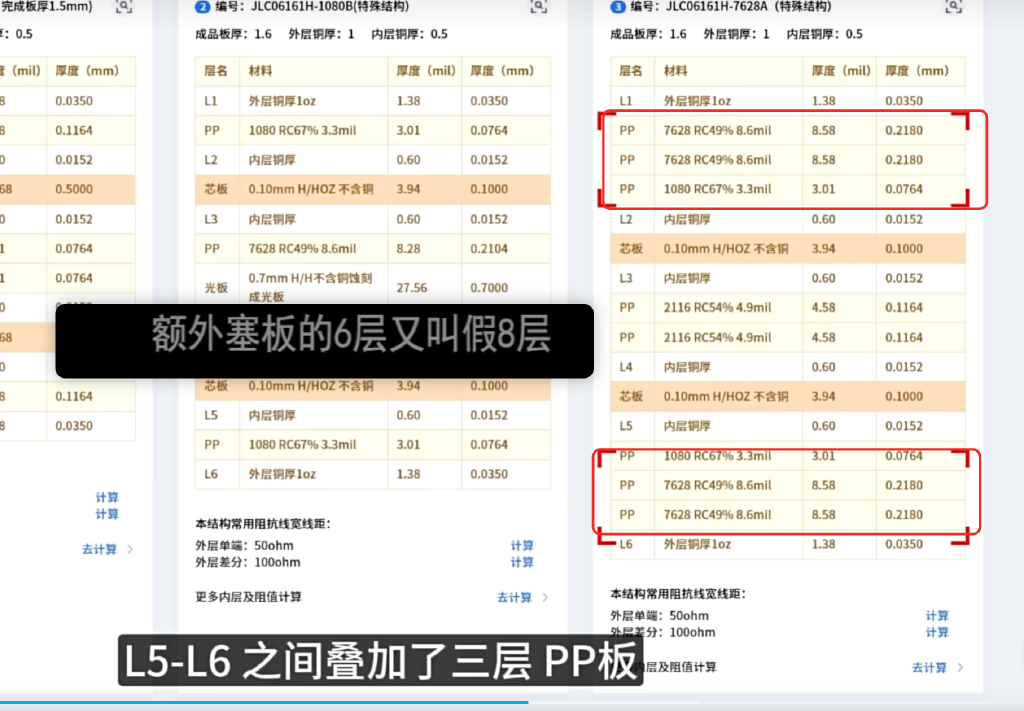 完成板厚1.5mm)
:0.5
度（mil） 厚度（mm）
8 0.0350
8 0.1164
0 0.0152
68 0.5000
0 0.0152
1 0.0764
1 0.0764
0
68
0
8 0.1164
8 0.0350
计算
计算
去计算 >
2 编号：JLC06161H-1080B(特殊结构)
成品板厚：1.6 外层铜厚：1 内层铜厚：0.5
层名 材料 厚度（mil） 厚度（mm）
L1 外层铜厚1oz 1.38 0.0350
PP 1080 RC67% 3.3mil 3.01 0.0764
L2 内层铜厚 0.60 0.0152
芯板 0.10mm H/HOZ 不含铜 3.94 0.1000
L3 内层铜厚 0.60 0.0152
PP 7628 RC49% 8.6mil 8.28 0.2104
光板 0.7mm H/H不含铜蚀刻成光板 27.56 0.7000
额外塞板的6层又叫假8层
芯板 0.10mm H/HOZ 不含铜 3.94 0.1000
L5 内层铜厚 0.60 0.0152
PP 1080 RC67% 3.3mil 3.01 0.0764
L6 外层铜厚1oz 1.38 0.0350
本结构常用阻抗线宽线距：
外层单端：50ohm 计算
外层差分：100ohm 计算
更多内层及阻值计算 去计算 >
3 编号：JLC06161H-7628A（特殊结构)
成品板厚：1.6 外层铜厚：1 内层铜厚：0.5
层名 材料 厚度（mil） 厚度（mm）
L1 外层铜厚1oz 1.38 0.0350
PP 7628 RC49% 8.6mil 8.58 0.2180
PP 7628 RC49% 8.6mil 8.58 0.2180
PP 1080 RC67% 3.3mil 3.01 0.0764
L2 内层铜厚 0.60 0.0152
芯板 0.10mm H/HOZ 不含铜 3.94 0.1000
L3 内层铜厚 0.60 0.0152
PP 2116 RC54% 4.9mil 4.58 0.1164
PP 2116 RC54% 4.9mil 4.58 0.1164
L4 内层铜厚 0.60 0.0152
芯板 0.10mm H/HOZ 不含铜 3.94 0.1000
L5 内层铜厚 0.60 0.0152
PP 1080 RC67% 3.3mil 3.01 0.0764
PP 7628 RC49% 8.6mil 8.58 0.2180
PP 7628 RC49% 8.6mil 8.58 0.2180
L6 外层铜厚1oz 1.38 0.0350
本结构常用阻抗线宽线距：
外层单端：50ohm 计算
外层差分：100ohm 计算
内层及阻值计算 去计算 >
L5-L6 之间叠加了三层 PP板